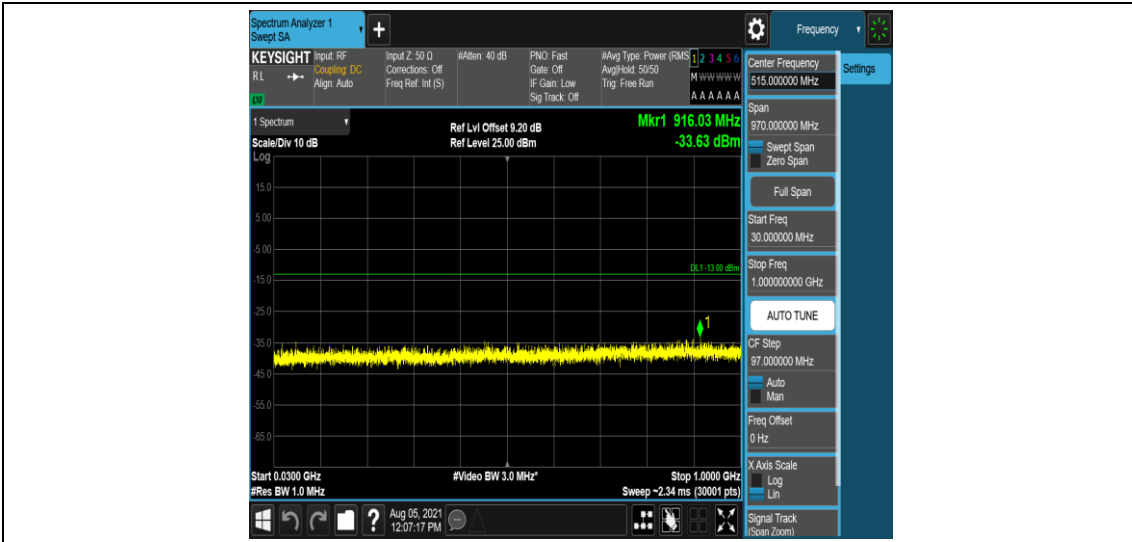 Spectrum Analyzer 1
Swept SA
Frequency
KEYSIGHT
RL
LXI
Input: RF
Coupling: DC
Align: Auto
Input Z: 50 Ω
Corrections: Off
Freq Ref: Int (S)
#Atten: 40 dB
PNO: Fast
Gate: Off
IF Gain: Low
Sig Track: Off
#Avg Type: Power (RMS
Avg|Hold: 50/50
Trig: Free Run
1 2 3 4 5 6
M W W W W W
A A A A A A
1 Spectrum
Scale/Div 10 dB
Ref Lvl Offset 9.20 dB
Ref Level 25.00 dBm
Mkr1 916.03 MHz
-33.63 dBm
Log
15.0
5.00
-5.00
DL1 -13.00 dBm
-15.0
-25.0
1
-35.0
-45.0
-55.0
-65.0
Start 0.0300 GHz
#Res BW 1.0 MHz
#Video BW 3.0 MHz*
Stop 1.0000 GHz
Sweep ~2.34 ms (30001 pts)
Center Frequency
515.000000 MHz
Settings
Span
970.000000 MHz
Swept Span
Zero Span
Full Span
Start Freq
30.000000 MHz
Stop Freq
1.000000000 GHz
AUTO TUNE
CF Step
97.000000 MHz
Auto
Man
Freq Offset
0 Hz
X Axis Scale
Log
Lin
Signal Track
(Span Zoom)
?
Aug 05, 2021
12:07:17 PM